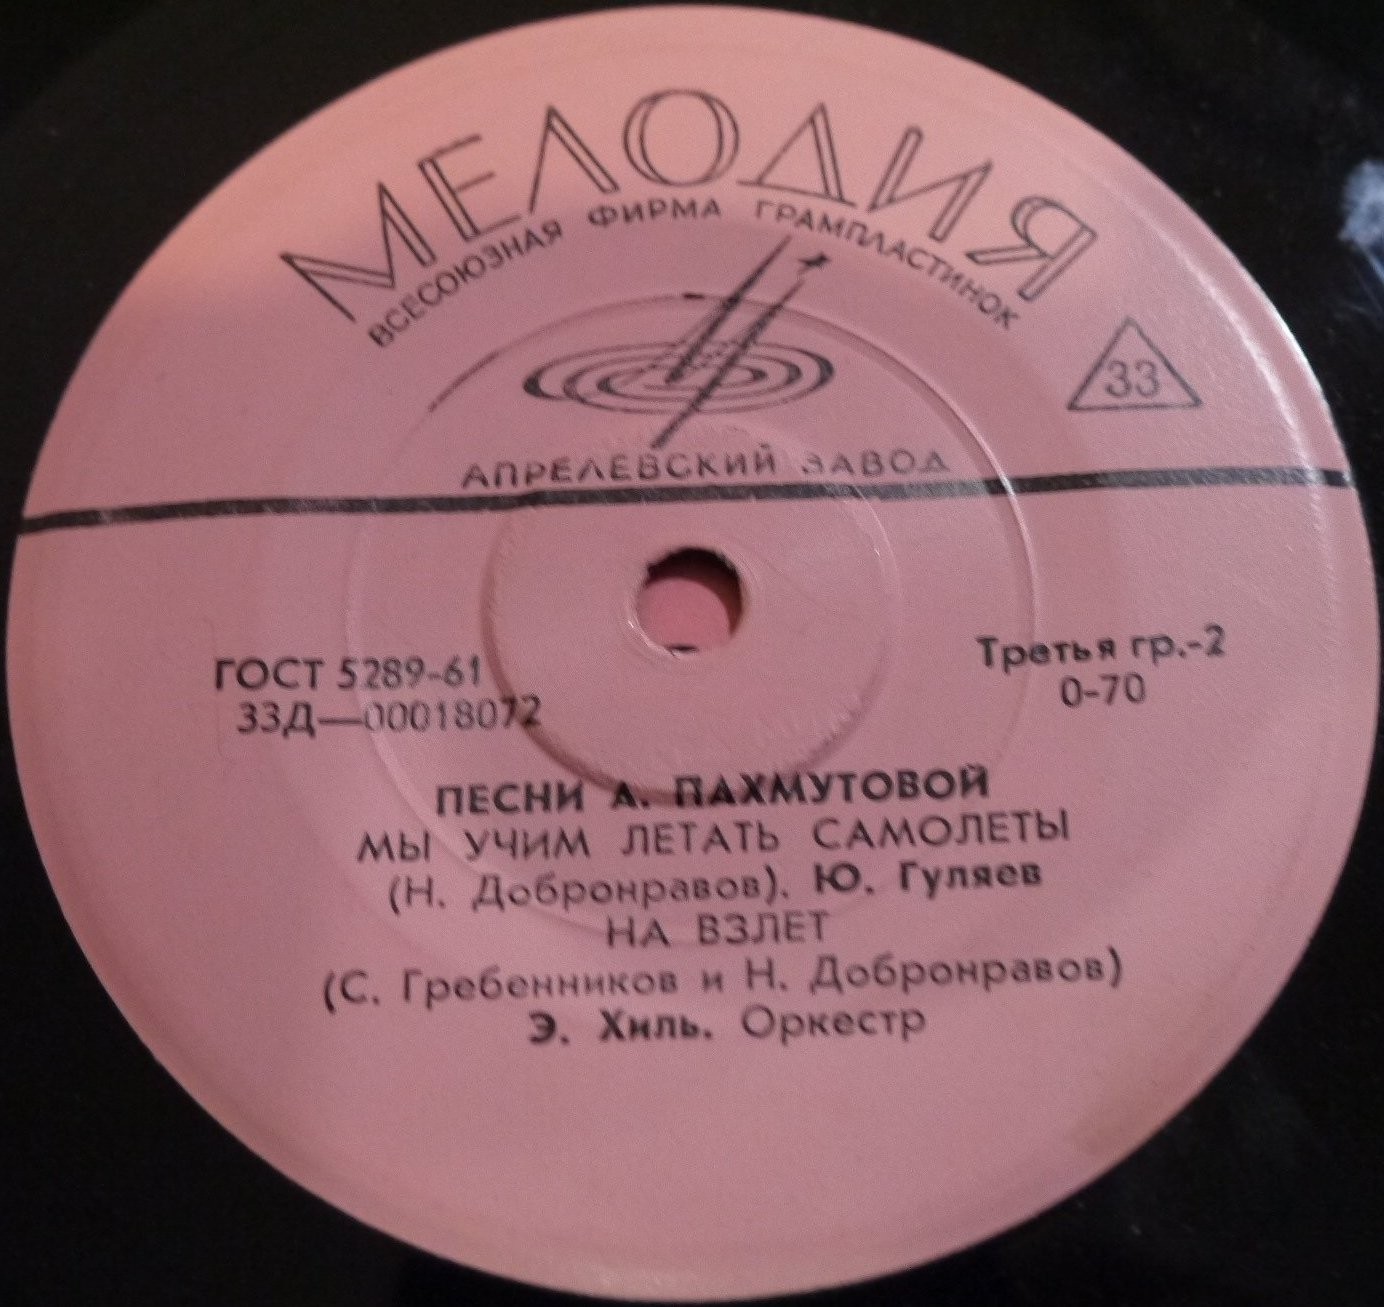 МЕЛОДИЯ
ВСЕСОЮЗНАЯ ФИРМА ГРАМПЛАСТИНОК
33
АПРЕЛЕВСКИЙ ЗАВОД
ГОСТ 5289-61
33Д—00018072
Третья гр.-2
0-70
ПЕСНИ А. ПАХМУТОВОЙ
МЫ УЧИМ ЛЕТАТЬ САМОЛЕТЫ
(Н. Добронравов). Ю. Гуляев
НА ВЗЛЕТ
(С. Гребенников и Н. Добронравов)
Э. Хиль. Оркестр